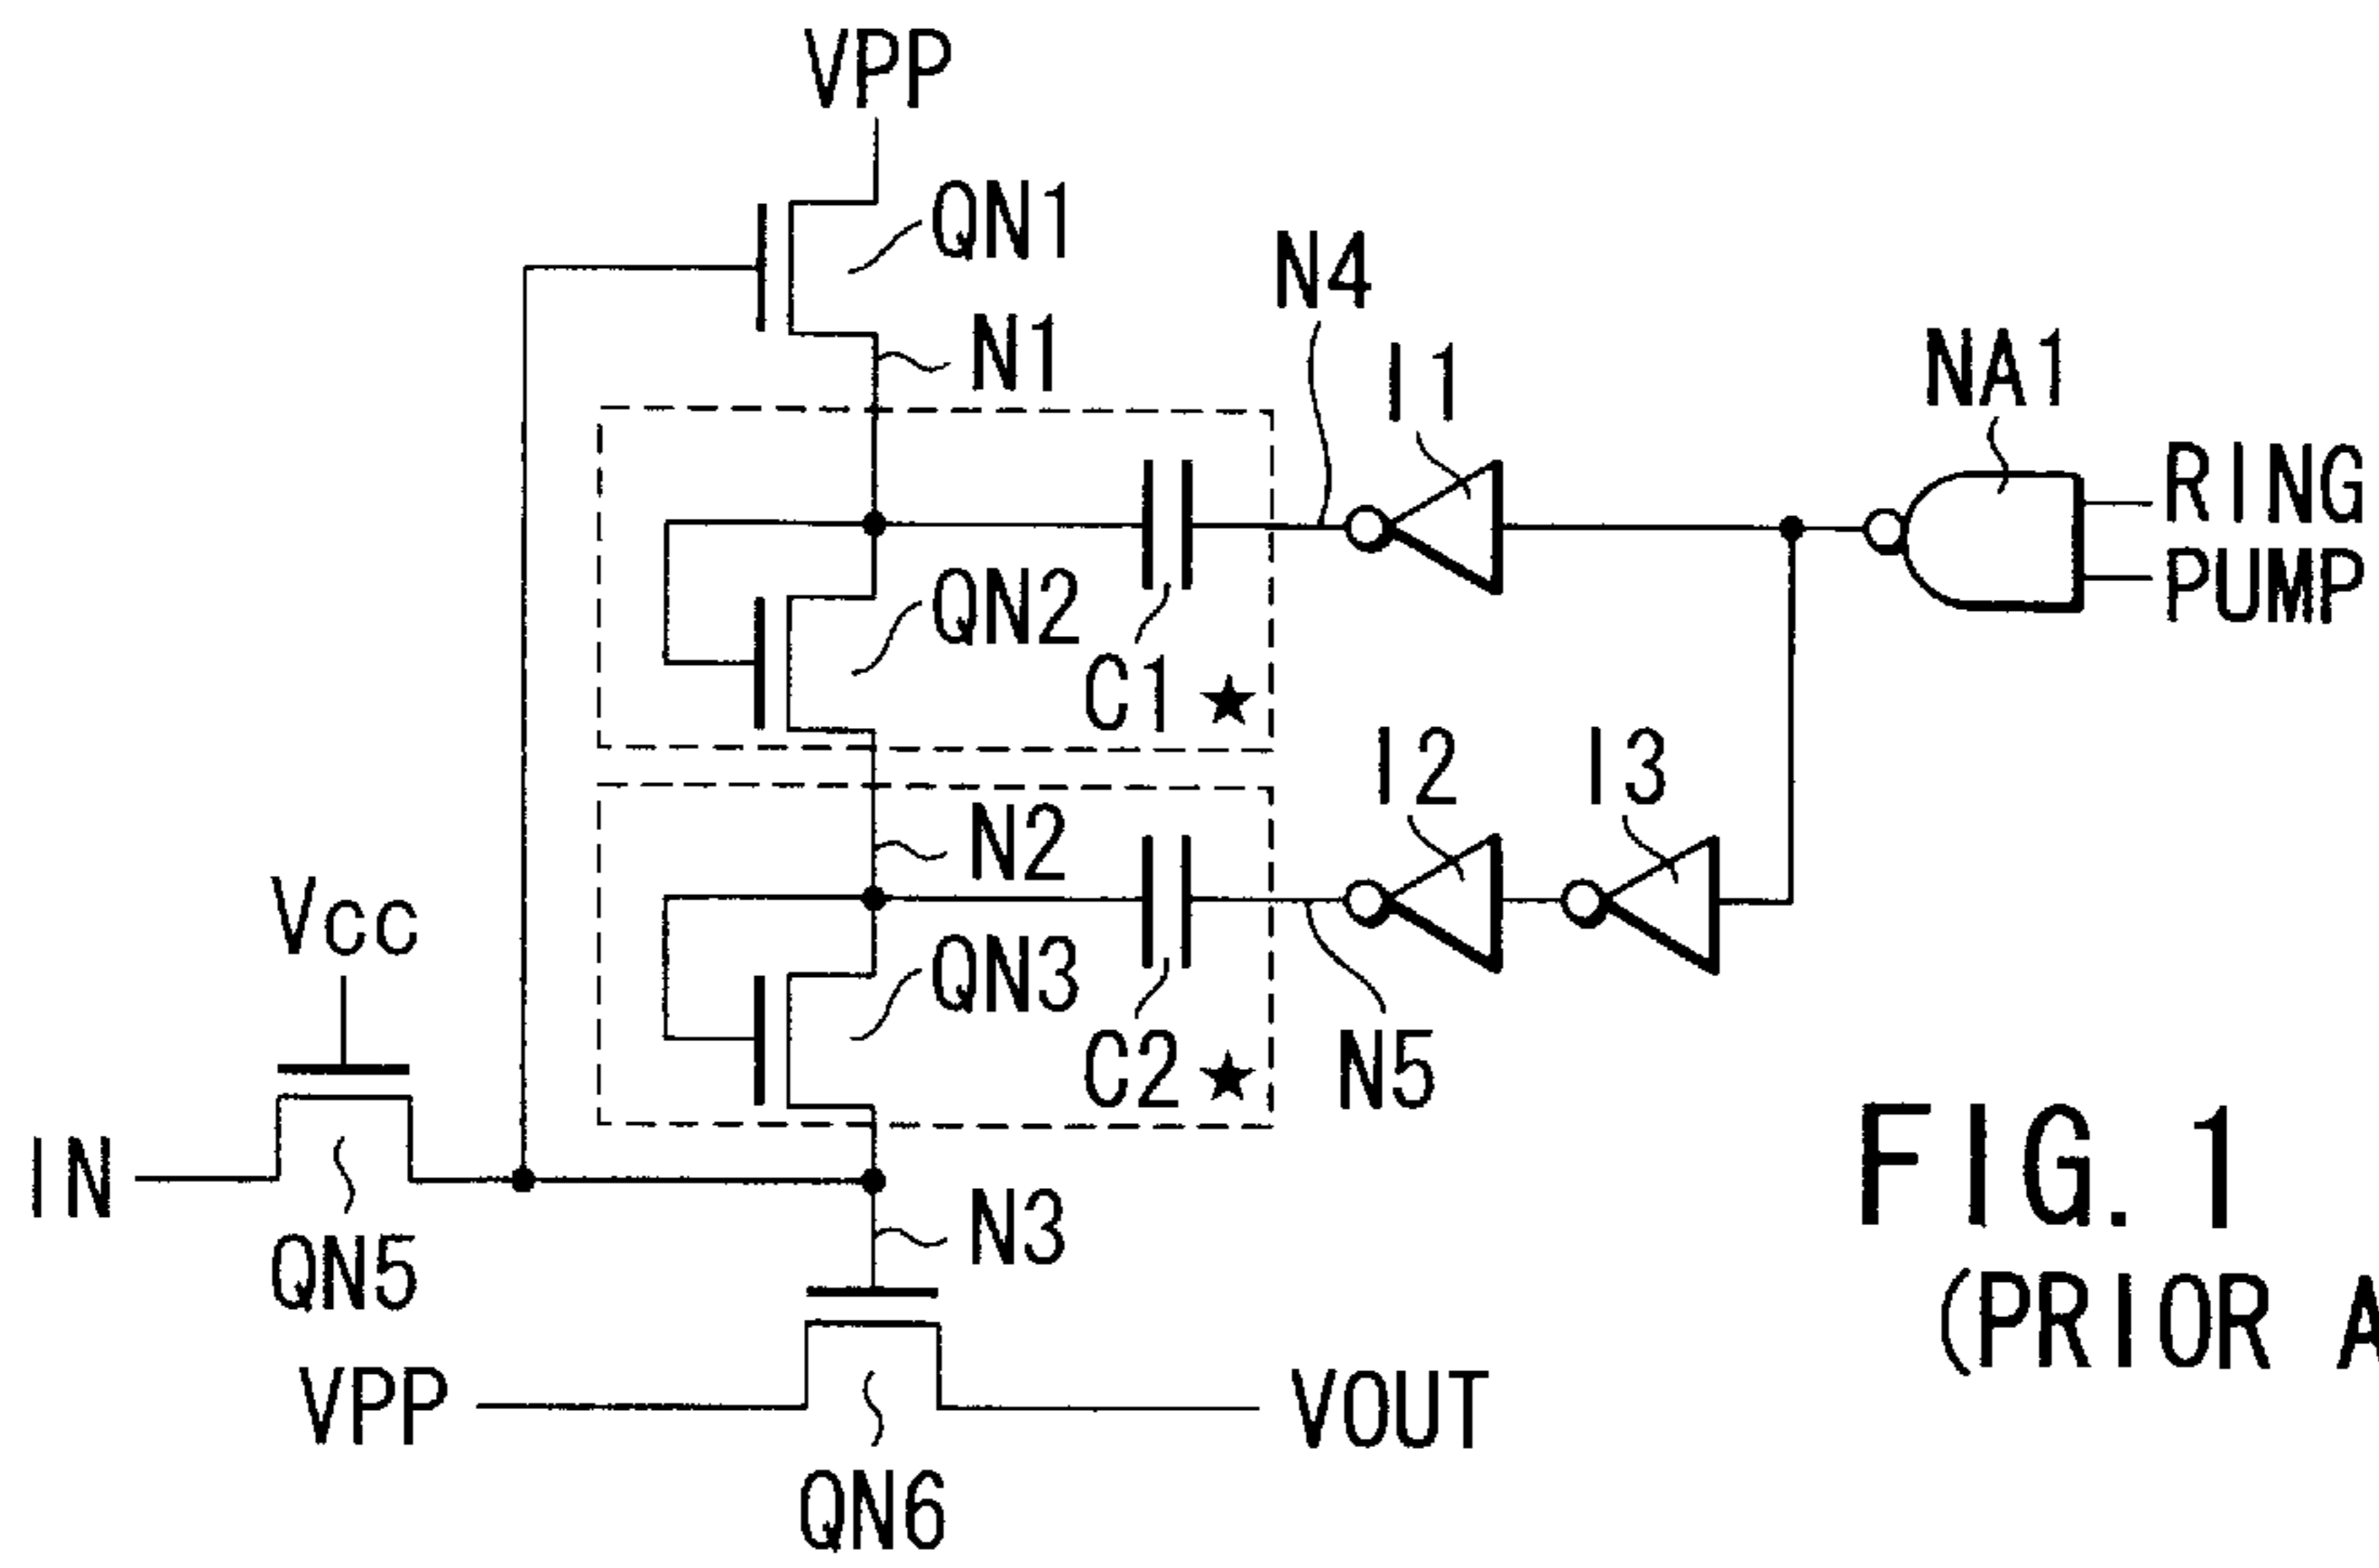 VPP
QN1
N4
N1
I1
NA1
RING
PUMP
QN2
C1 ★
I2
I3
N2
Vcc
QN3
C2 ★
N5
IN
N3
QN5
FIG. 1
(PRIOR A
VPP
VOUT
QN6